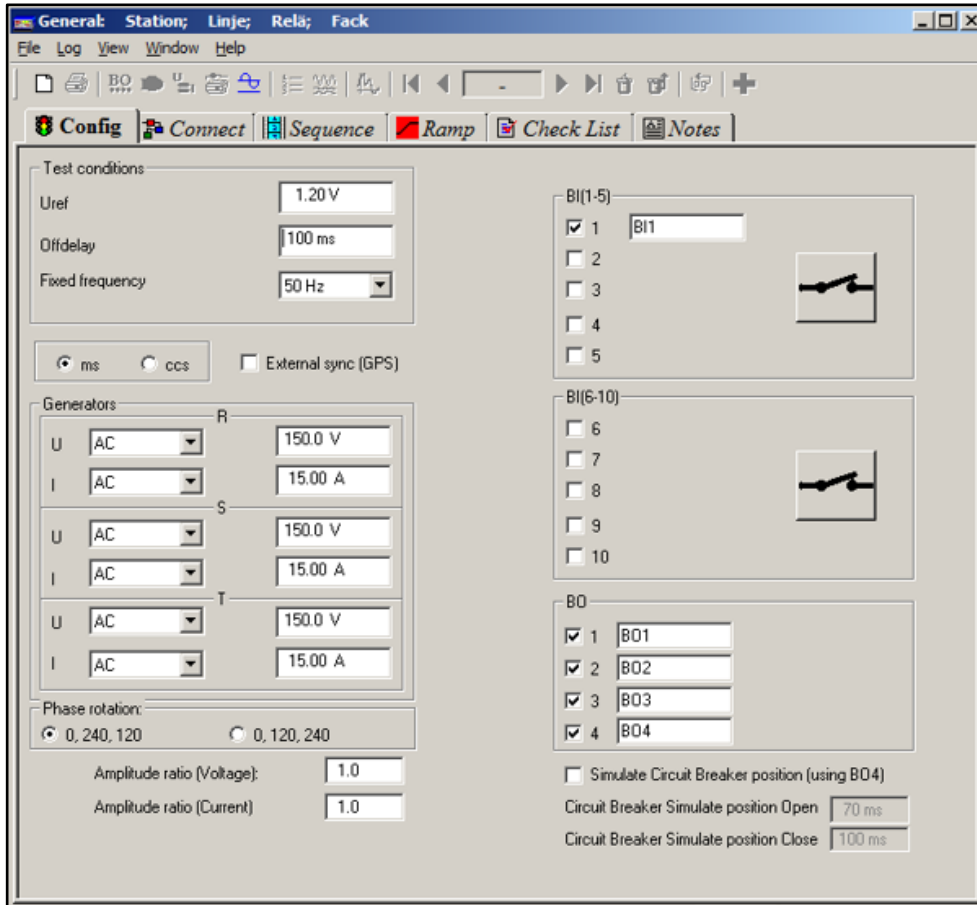 General:   Station;   Linje;   Relä;   Fack
File Log View Window Help
BO U -
Config Connect Sequence Ramp Check List Notes
Test conditions
Uref 1.20 V
Offdelay 100 ms
Fixed frequency 50 Hz
ms ccs External sync (GPS)
Generators
R
U AC 150.0 V
I AC 15.00 A
S
U AC 150.0 V
I AC 15.00 A
T
U AC 150.0 V
I AC 15.00 A
Phase rotation:
0, 240, 120 0, 120, 240
Amplitude ratio (Voltage): 1.0
Amplitude ratio (Current) 1.0
BI(1-5)
1 BI1
2
3
4
5
BI(6-10)
6
7
8
9
10
BO
1 BO1
2 BO2
3 BO3
4 BO4
Simulate Circuit Breaker position (using BO4)
Circuit Breaker Simulate position Open 70 ms
Circuit Breaker Simulate position Close 100 ms